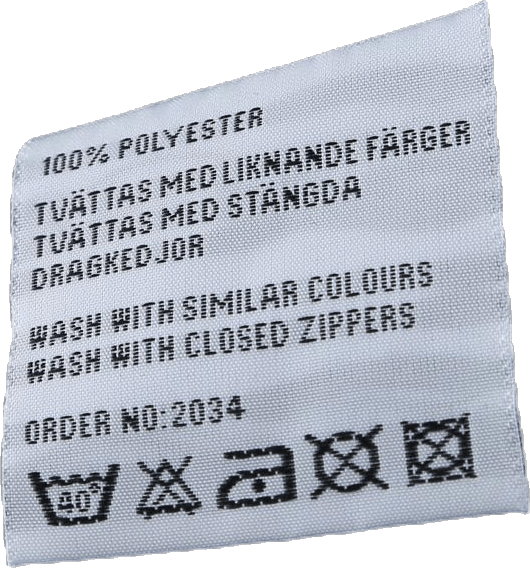 100% POLYESTER
TVÄTTAS MED LIKNANDE FÄRGER
TVÄTTAS MED STÄNGDA
DRAGKEDJOR
WASH WITH SIMILAR COLOURS
WASH WITH CLOSED ZIPPERS
ORDER NO:2034
40°